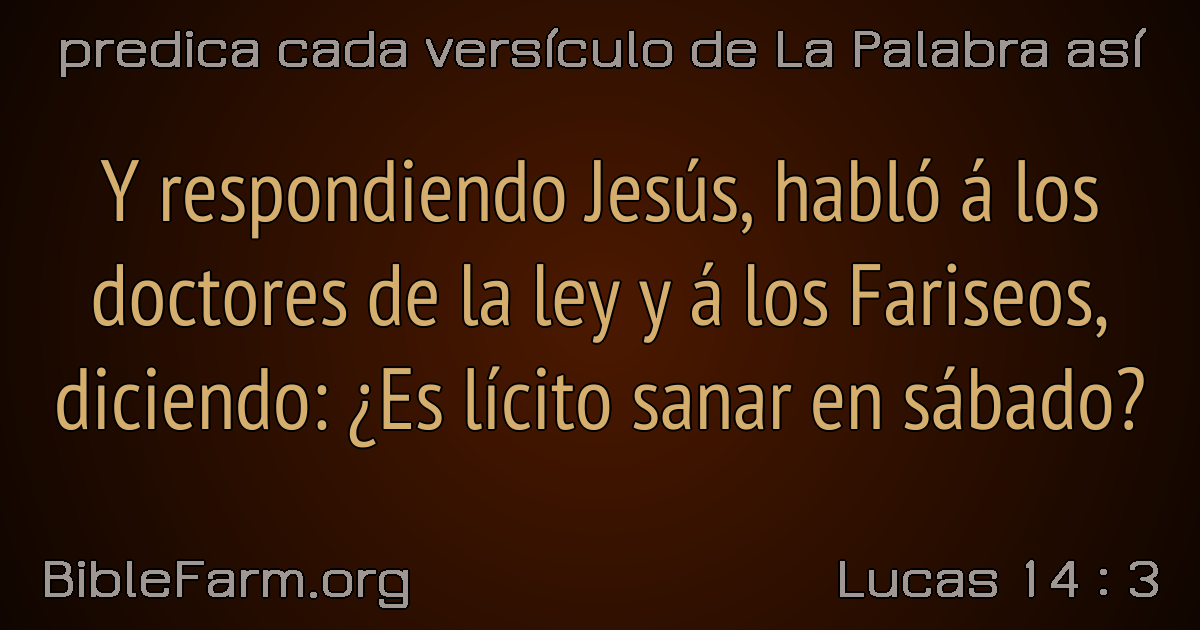 predica cada versículo de La Palabra así
Y respondiendo Jesús, habló á los
doctores de la ley y á los Fariseos,
diciendo: ¿Es lícito sanar en sábado?
BibleFarm.org
Lucas 14 : 3